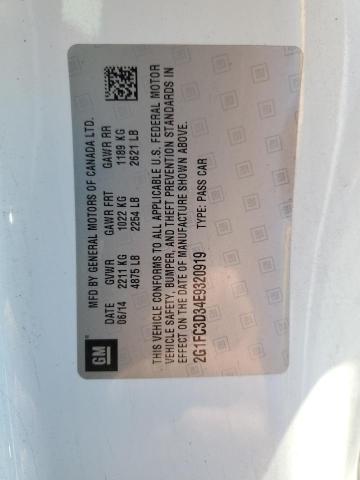 GM
MFD BY GENERAL MOTORS OF CANADA LTD.
DATE GVWR GAWR FRT GAWR RR
06/14 2211 KG 1022 KG 1189 KG
4875 LB 2254 LB 2621 LB
THIS VEHICLE CONFORMS TO ALL APPLICABLE U.S. FEDERAL MOTOR
VEHICLE SAFETY, BUMPER, AND THEFT PREVENTION STANDARDS IN
EFFECT ON THE DATE OF MANUFACTURE SHOWN ABOVE.
2G1FC3D34E9320919 TYPE: PASS CAR